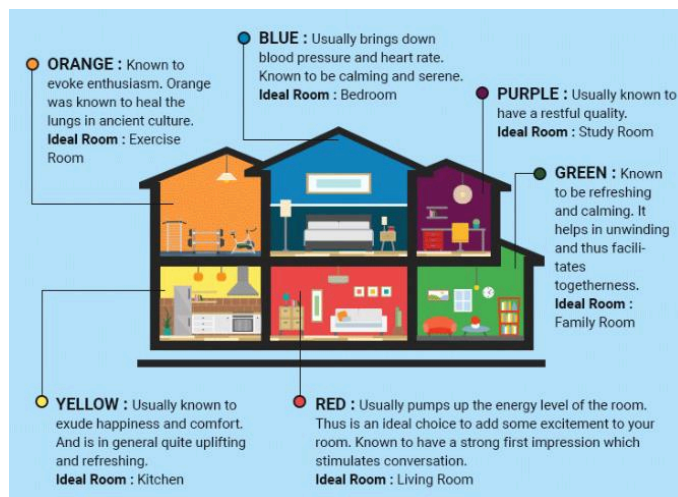 ORANGE : Known to
evoke enthusiasm. Orange
was known to heal the
lungs in ancient culture.
Ideal Room : Exercise
Room
BLUE : Usually brings down
blood pressure and heart rate.
Known to be calming and serene.
Ideal Room : Bedroom
PURPLE : Usually known to
have a restful quality.
Ideal Room : Study Room
GREEN : Known
to be refreshing
and calming. It
helps in unwinding
and thus facili-
tates
togetherness.
Ideal Room :
Family Room
YELLOW : Usually known to
exude happiness and comfort.
And is in general quite uplifting
and refreshing.
Ideal Room : Kitchen
RED : Usually pumps up the energy level of the room.
Thus is an ideal choice to add some excitement to your
room. Known to have a strong first impression which
stimulates conversation.
Ideal Room : Living Room